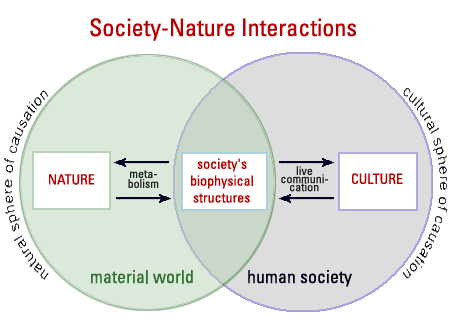 Society-Nature Interactions
natural sphere of causation
cultural sphere of causation
NATURE
meta-
bolism
society's
biophysical
structures
live
communi-
cation
CULTURE
material world
human society